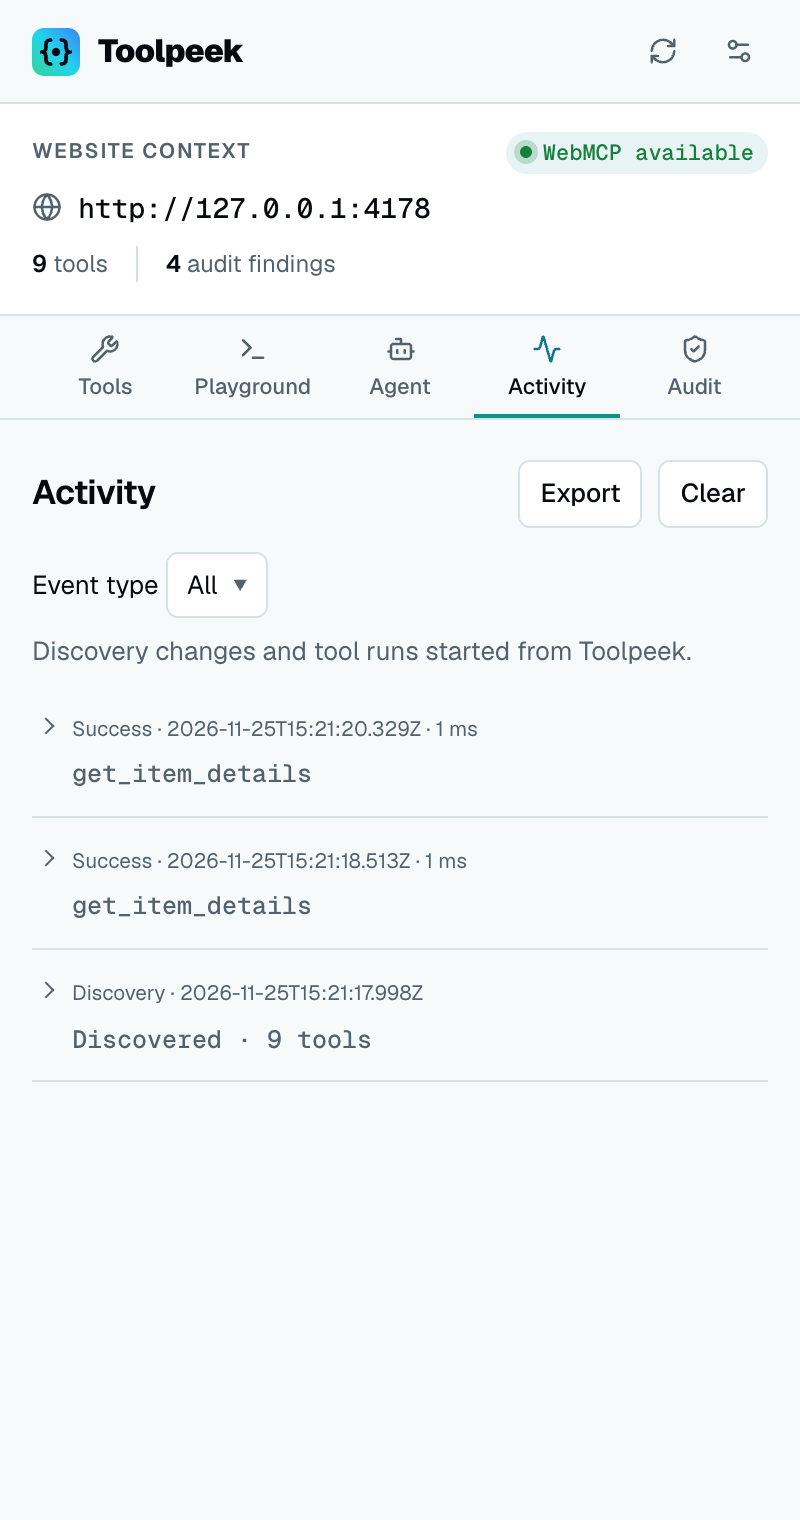 Toolpeek
WEBSITE CONTEXT
WebMCP available
http://127.0.0.1:4178
9 tools
4 audit findings
Tools
Playground
Agent
Activity
Audit
Activity
Export
Clear
Event type
All
Discovery changes and tool runs started from Toolpeek.
Success · 2026-11-25T15:21:20.329Z · 1 ms
get_item_details
Success · 2026-11-25T15:21:18.513Z · 1 ms
get_item_details
Discovery · 2026-11-25T15:21:17.998Z
Discovered · 9 tools